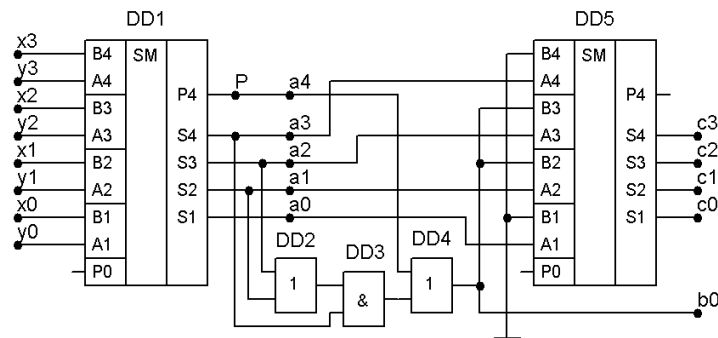 DD1 DD5
x3 B4 SM B4 SM
y3 A4 P4 P a4 A4 P4
x2 B3 B3
y2 A3 S4 a3 A3 S4 c3
x1 B2 S3 a2 B2 S3 c2
y1 A2 S2 a1 A2 S2 c1
x0 B1 S1 a0 B1 S1 c0
y0 A1 DD2 DD3 DD4 A1
P0 1 & 1 P0
b0